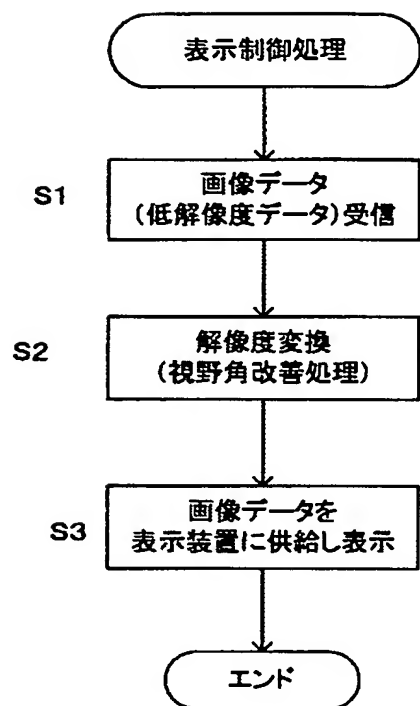 表示制御処理
S1
画像データ
(低解像度データ)受信
S2
解像度変換
(視野角改善処理)
S3
画像データを
表示装置に供給し表示
エンド